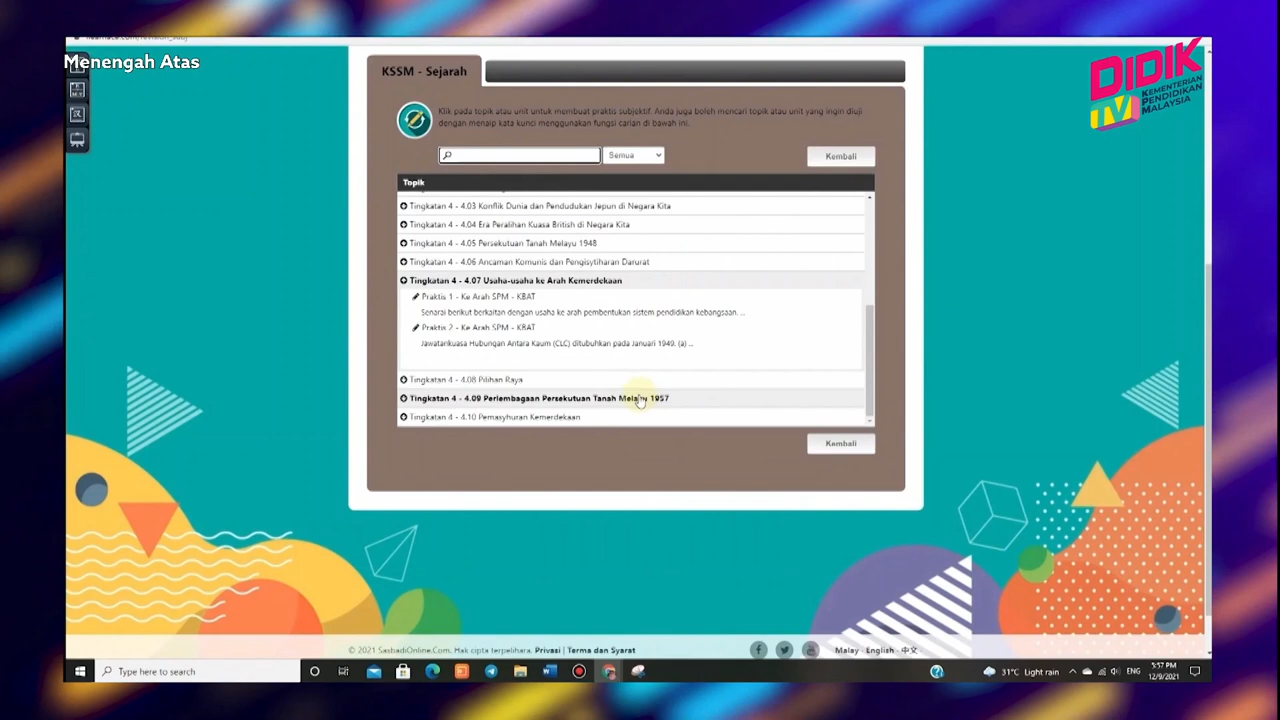 Menengah Atas
DIDIK
TV
KEMENTERIAN
PENDIDIKAN
MALAYSIA
KSSM - Sejarah
Klik pada topik atau unit untuk membuat praktis subjektif. Anda juga boleh mencari topik atau unit yang ingin diuji
dengan menaip kata kunci menggunakan fungsi carian di bawah ini.
Semua
Kembali
Topik
Tingkatan 4 - 4.03 Konflik Dunia dan Pendudukan Jepun di Negara Kita
Tingkatan 4 - 4.04 Era Peralihan Kuasa British di Negara Kita
Tingkatan 4 - 4.05 Persekutuan Tanah Melayu 1948
Tingkatan 4 - 4.06 Ancaman Komunis dan Pengisytiharan Darurat
Tingkatan 4 - 4.07 Usaha-usaha ke Arah Kemerdekaan
Praktis 1 - Ke Arah SPM - KBAT
Senarai berikut berkaitan dengan usaha ke arah pembentukan sistem pendidikan kebangsaan. ...
Praktis 2 - Ke Arah SPM - KBAT
Jawatankuasa Hubungan Antara Kaum (CLC) ditubuhkan pada Januari 1949. (a) ...
Tingkatan 4 - 4.08 Pilihan Raya
Tingkatan 4 - 4.09 Perlembagaan Persekutuan Tanah Melayu 1957
Tingkatan 4 - 4.10 Pemasyhuran Kemerdekaan
Kembali
© 2021 SasbadiOnline.Com. Hak cipta terpelihara. Privasi | Terma dan Syarat
Malay - English - 中文
Type here to search
31°C Light rain
ENG
5:57 PM
12/9/2021